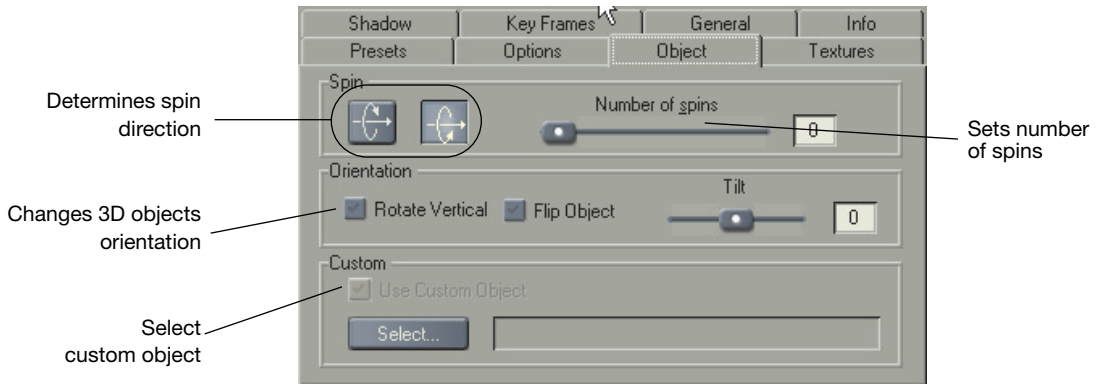 Shadow Key Frames General Info
Presets Options Object Textures
Spin
Determines spin
direction
Number of spins
0
Sets number
of spins
Orientation
Tilt
Rotate Vertical Flip Object
0
Changes 3D objects
orientation
Custom
Use Custom Object
Select
custom object
Select...